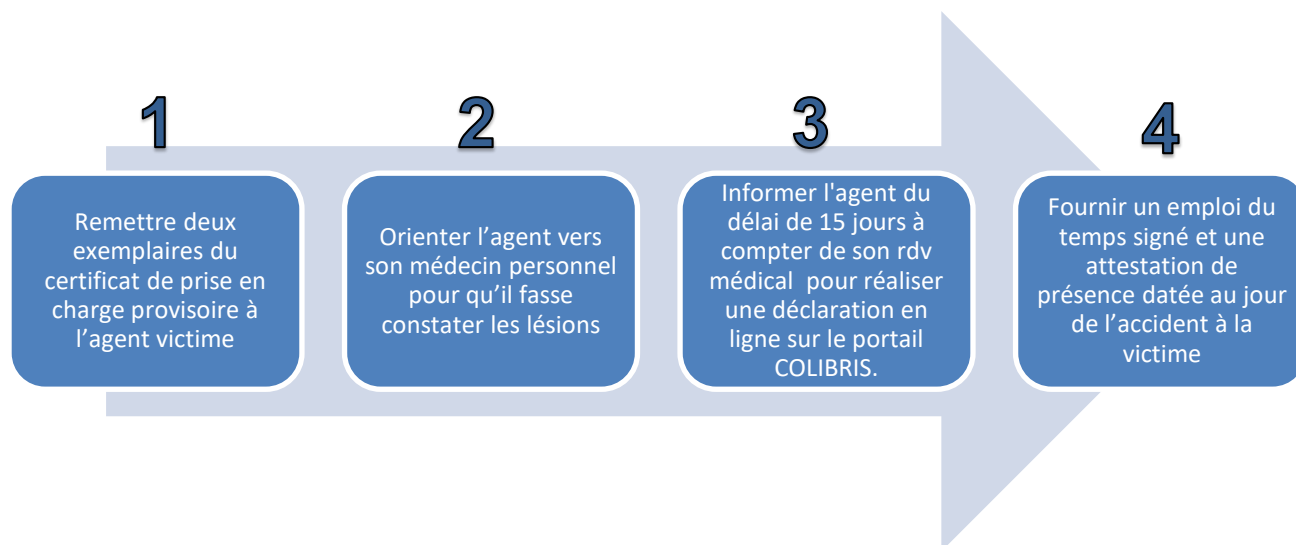 1
Remettre deux
exemplaires du
certificat de prise en
charge provisoire à
l’agent victime
2
Orienter l’agent vers
son médecin personnel
pour qu’il fasse
constater les lésions
3
Informer l'agent du
délai de 15 jours à
compter de son rdv
médical  pour réaliser
une déclaration en
ligne sur le portail
COLIBRIS.
4
Fournir un emploi du
temps signé et une
attestation de
présence datée au jour
de l’accident à la
victime